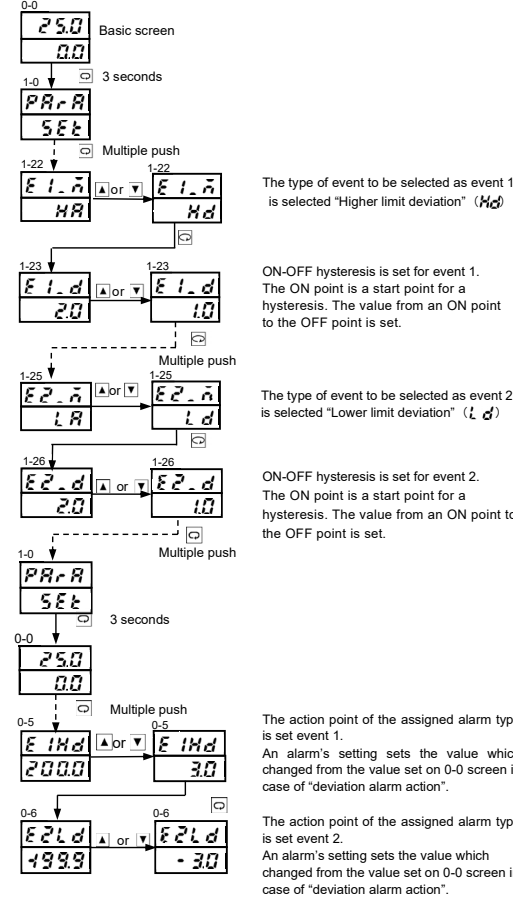 0-0
25.0 Basic screen
0.0
3 seconds
1-0
PArA
SEt
Multiple push
1-22 1-22
E1_ñ or E1_ñ The type of event to be selected as event 1
HA Hd is selected “Higher limit deviation” (Hd)
1-23 1-23 ON-OFF hysteresis is set for event 1.
E1_d or E1_d The ON point is a start point for a
2.0 1.0 hysteresis. The value from an ON point
to the OFF point is set.
Multiple push
1-25 1-25
E2_ñ or E2_ñ The type of event to be selected as event 2
LA Ld is selected “Lower limit deviation” (Ld)
1-26 1-26 ON-OFF hysteresis is set for event 2.
E2_d or E2_d The ON point is a start point for a
2.0 1.0 hysteresis. The value from an ON point
the OFF point is set.
Multiple push
1-0
PArA
SEt
3 seconds
0-0
25.0
0.0
Multiple push
0-5 0-5 The action point of the assigned alarm
E1Hd or E1Hd is set event 1.
200.0 3.0 An alarm’s setting sets the value
changed from the value set on 0-0 screen
case of “deviation alarm action”.
0-6 0-6 The action point of the assigned alarm
E2Ld or E2Ld is set event 2.
-199.9 -3.0 An alarm’s setting sets the value which
changed from the value set on 0-0 screen
case of “deviation alarm action”.